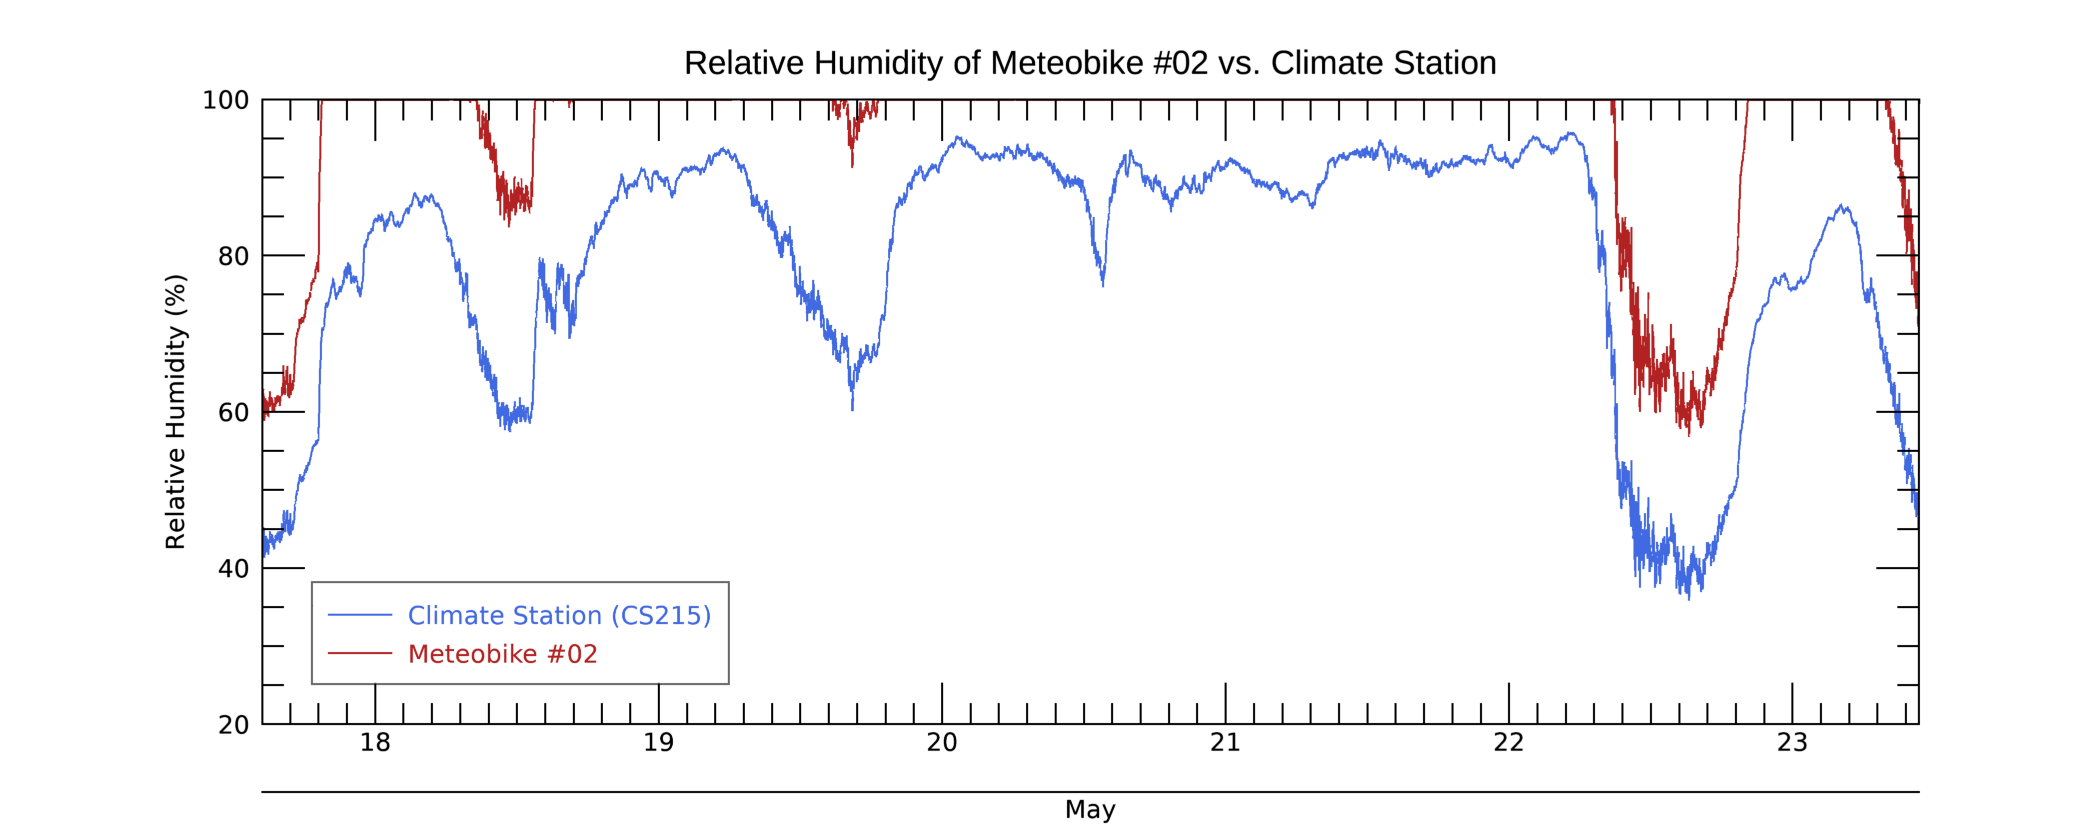 Relative Humidity of Meteobike #02 vs. Climate Station
100
80
60
40
20
Relative Humidity (%)
Climate Station (CS215)
Meteobike #02
18 19 20 21 22 23
May